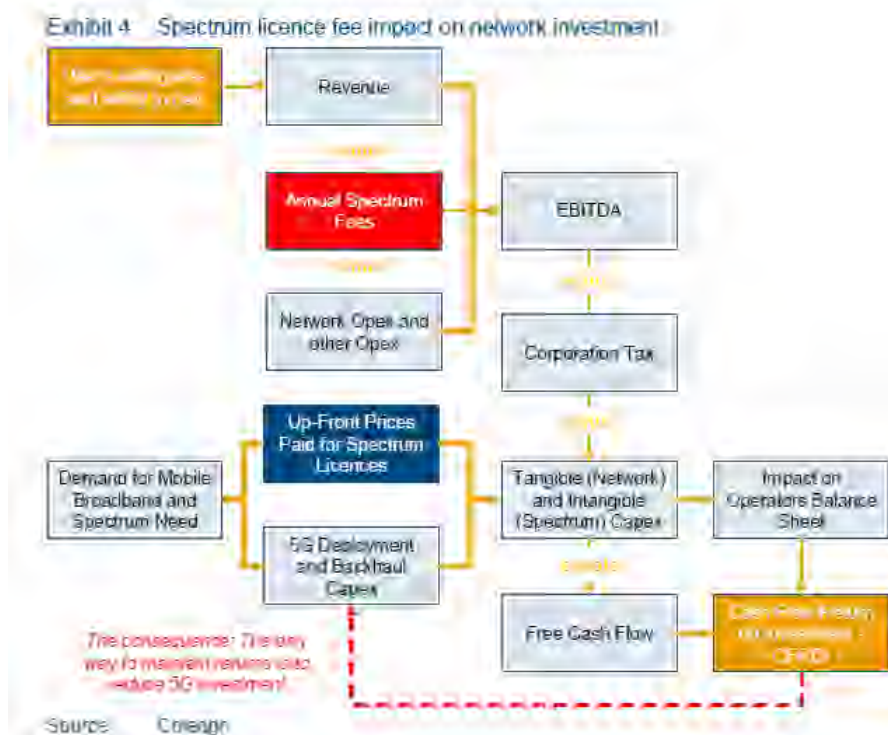 Exhibit 4 Spectrum licence fee impact on network investment
Revenue
Annual Spectrum
Fees
EBITDA
Network Opex and
other Opex
Corporation Tax
Up-Front Prices
Paid for Spectrum
Licences
Demand for Mobile
Broadband and
Spectrum Need
Tangible (Network)
and Intangible
(Spectrum) Capex
Impact on
Operators Balance
Sheet
5G Deployment
and Backhaul
Capex
Free Cash Flow
The consequence: The only
way to maintain returns is to
reduce 5G investment
Source: Coleago